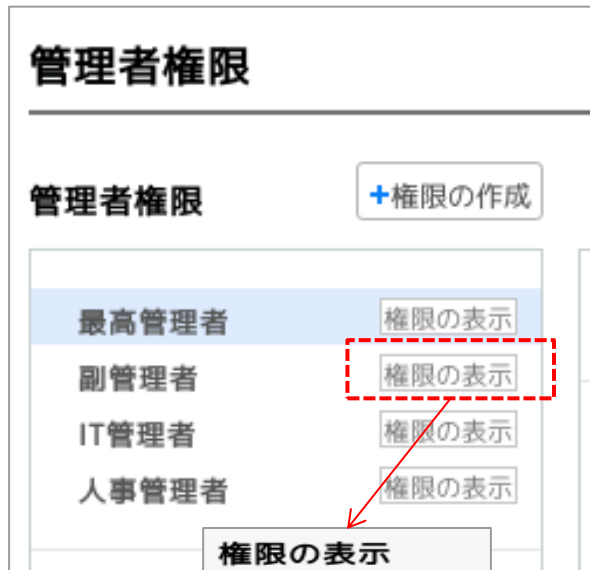 管理者権限
管理者権限
+権限の作成
最高管理者 権限の表示
副管理者 権限の表示
IT管理者 権限の表示
人事管理者 権限の表示
権限の表示